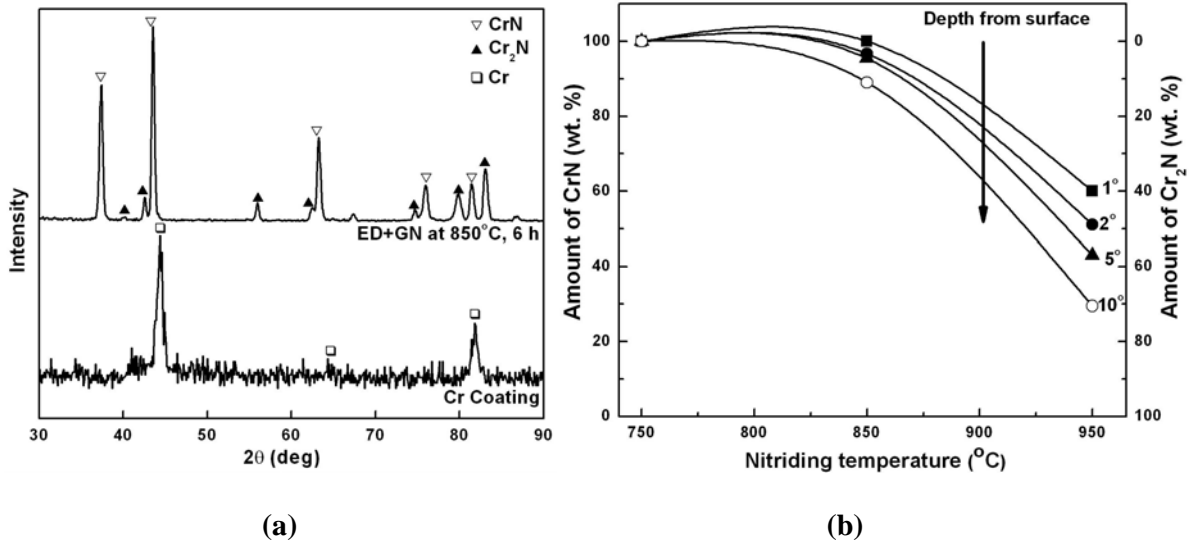 ▽ CrN
▲ Cr₂N
□ Cr
ED+GN at 850°C, 6 h
Cr Coating
Intensity
30 40 50 60 70 80 90
2θ (deg)
(a)
Depth from surface
100
80
60
40
20
0
Amount of CrN (wt. %)
0
20
40
60
80
100
Amount of Cr₂N (wt. %)
1°
2°
5°
10°
750 800 850 900 950
Nitriding temperature (°C)
(b)